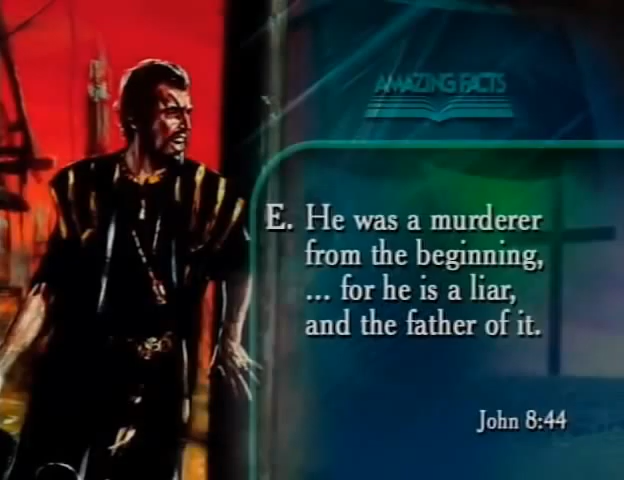 AMAZING FACTS
E. He was a murderer
from the beginning,
... for he is a liar,
and the father of it.
John 8:44